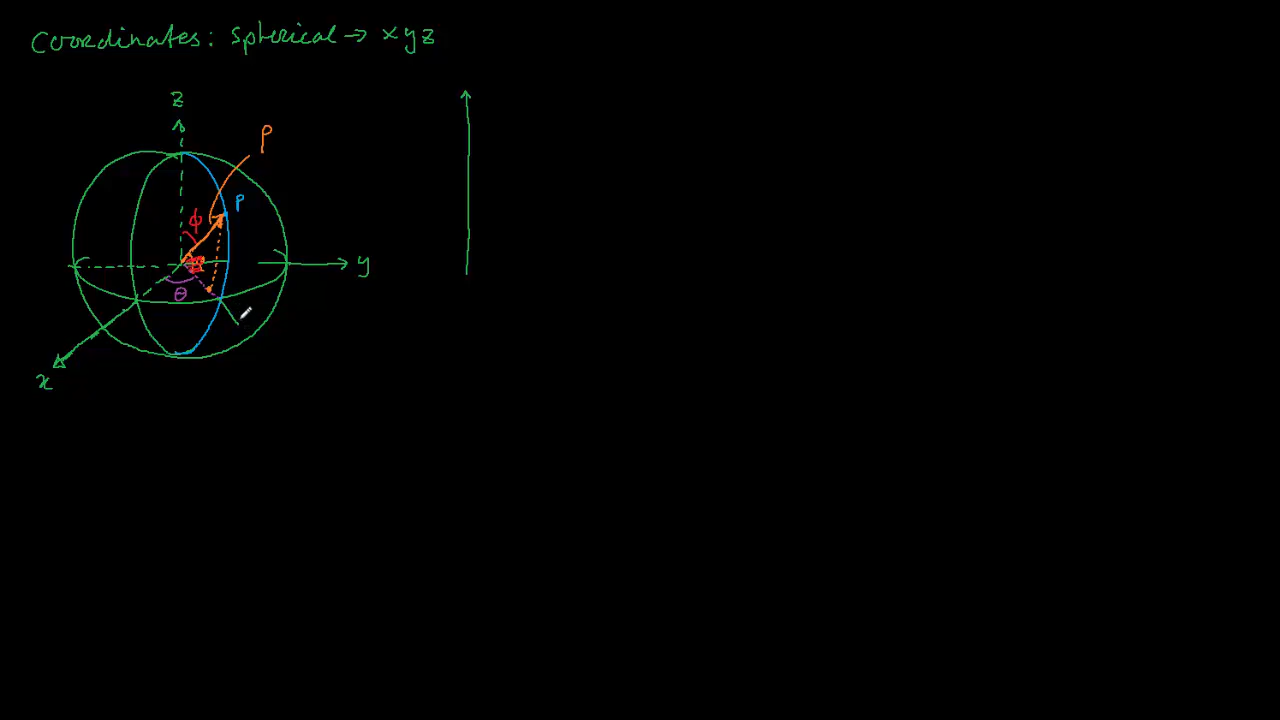 Coordinates: Spherical → xyz
z
ρ
ϕ
P
y
θ
x